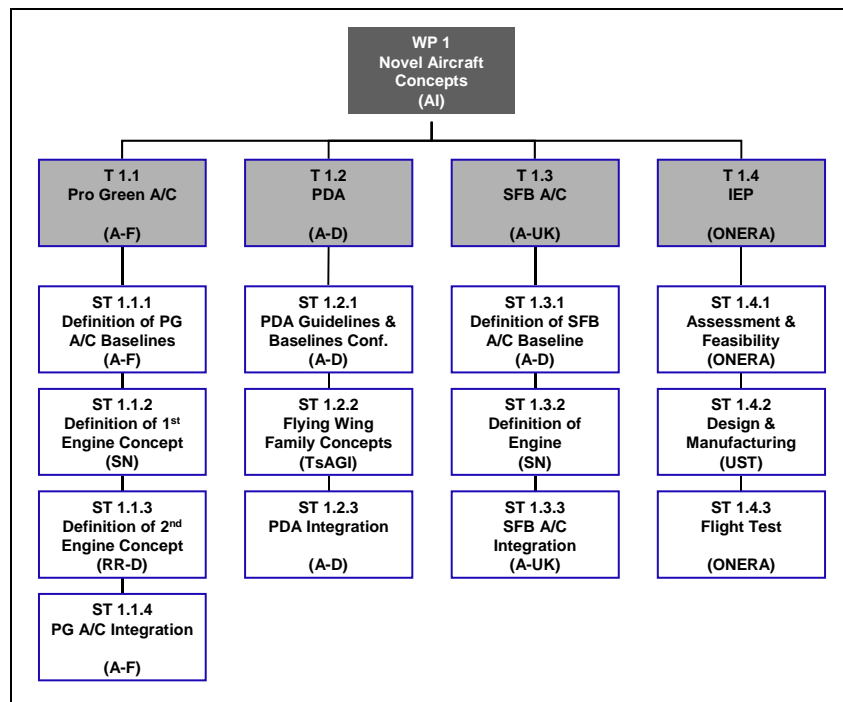 WP 1
Novel Aircraft
Concepts
(AI)
T 1.1
Pro Green A/C
(A-F)
T 1.2
PDA
(A-D)
T 1.3
SFB A/C
(A-UK)
T 1.4
IEP
(ONERA)
ST 1.1.1
Definition of PG
A/C Baselines
(A-F)
ST 1.2.1
PDA Guidelines &
Baselines Conf.
(A-D)
ST 1.3.1
Definition of SFB
A/C Baseline
(A-D)
ST 1.4.1
Assessment &
Feasibility
(ONERA)
ST 1.1.2
Definition of 1st
Engine Concept
(SN)
ST 1.2.2
Flying Wing
Family Concepts
(TsAGI)
ST 1.3.2
Definition of
Engine
(SN)
ST 1.4.2
Design &
Manufacturing
(UST)
ST 1.1.3
Definition of 2nd
Engine Concept
(RR-D)
ST 1.2.3
PDA Integration
(A-D)
ST 1.3.3
SFB A/C
Integration
(A-UK)
ST 1.4.3
Flight Test
(ONERA)
ST 1.1.4
PG A/C Integration
(A-F)